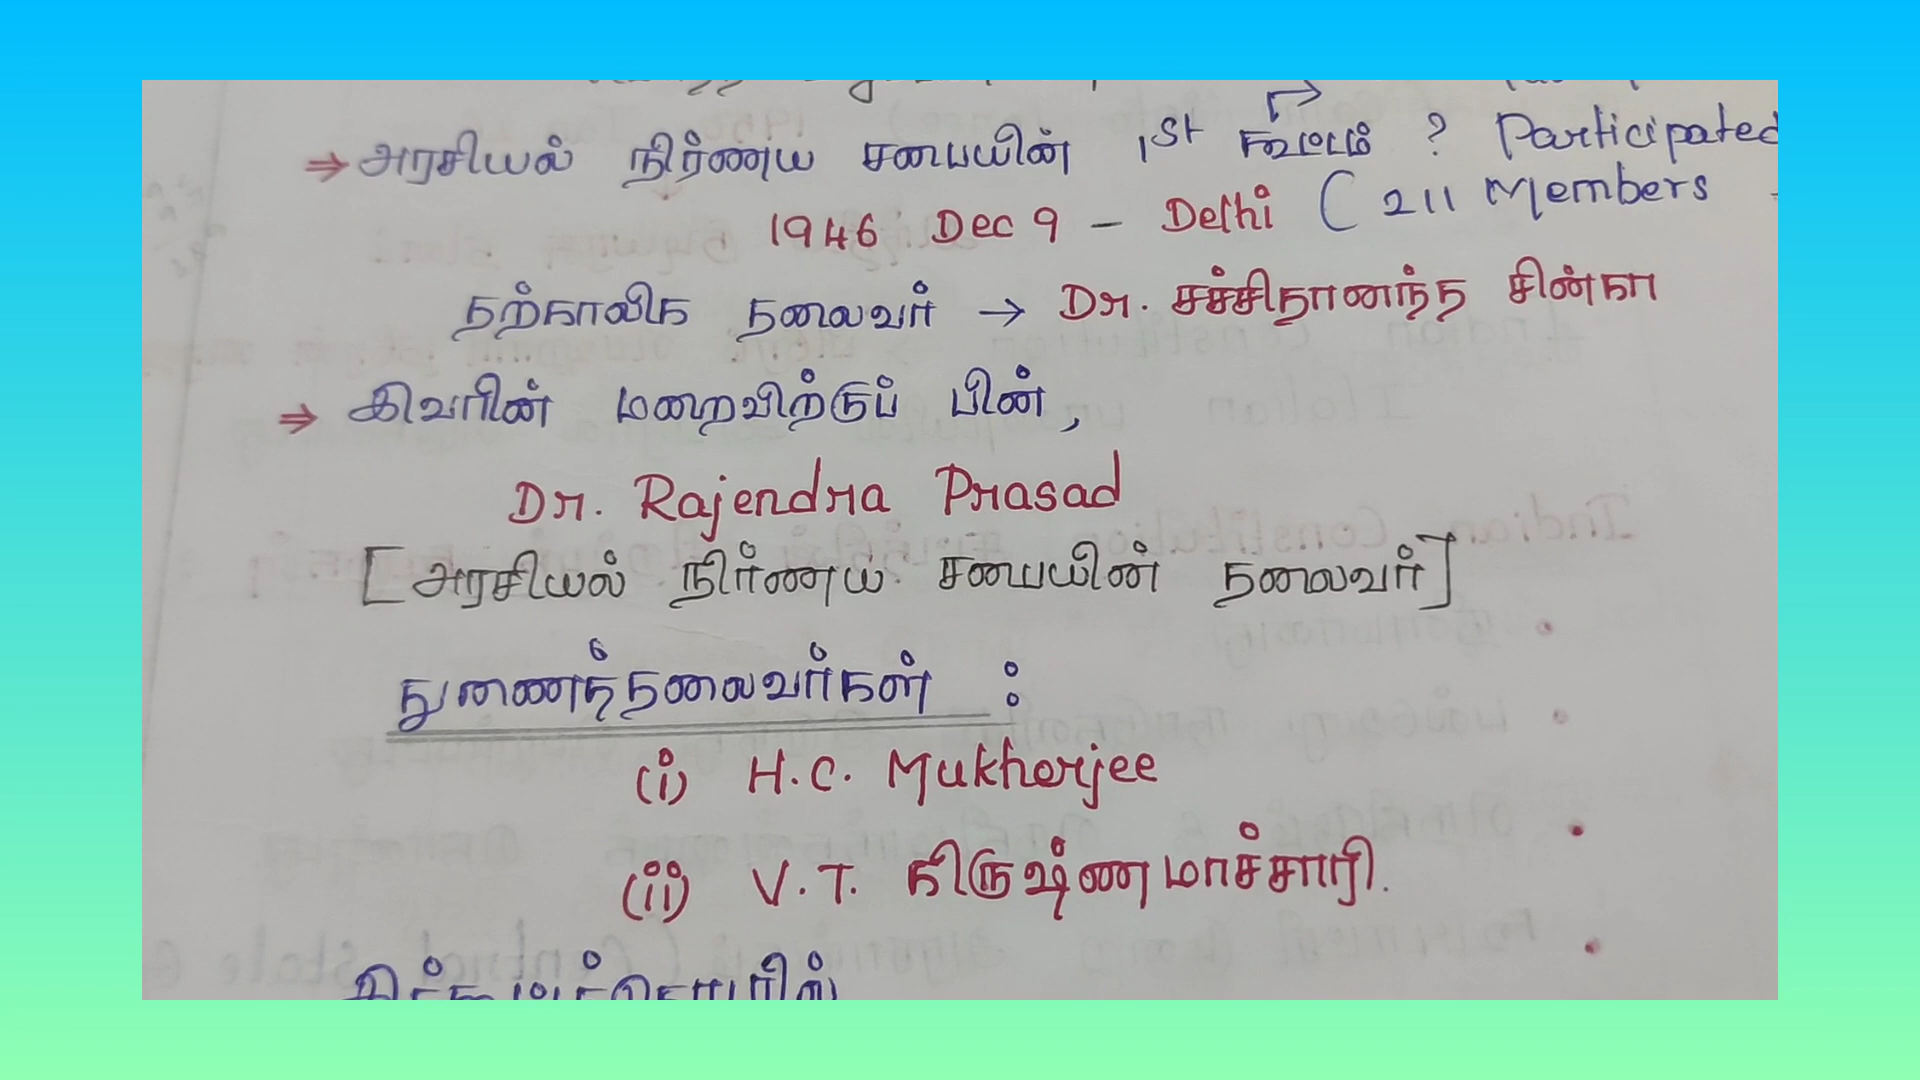 ⇒ அரசியல் நிர்ணய சபையின் 1st கூட்டம் ? Participated
1946 Dec 9 – Delhi ( 211 Members
தற்காலிக தலைவர் → Dr. சச்சிதானந்த சின்கா
⇒ இவரின் மறைவிற்குப் பின்,
Dr. Rajendra Prasad
[அரசியல் நிர்ணய சபையின் தலைவர்]
துணைத்தலைவர்கள் :
(i) H.C. Mukherjee
(ii) V.T. கிருஷ்ணமாச்சாரி.